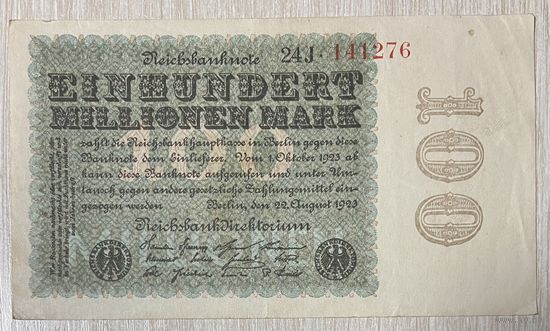 Reichsbanknote 24J · 141276
EINHUNDERT
MILLIONEN MARK
zahlt die Reichsbankhauptkasse in Berlin gegen diese
Banknote dem Einlieferer. Vom 1. Oktober 1923 ab
kann diese Banknote aufgerufen und unter Um-
tausch gegen andere gesetzliche Zahlungsmittel ein-
gezogen werden Berlin, den 22. August 1923
Reichsbankdirektorium
100